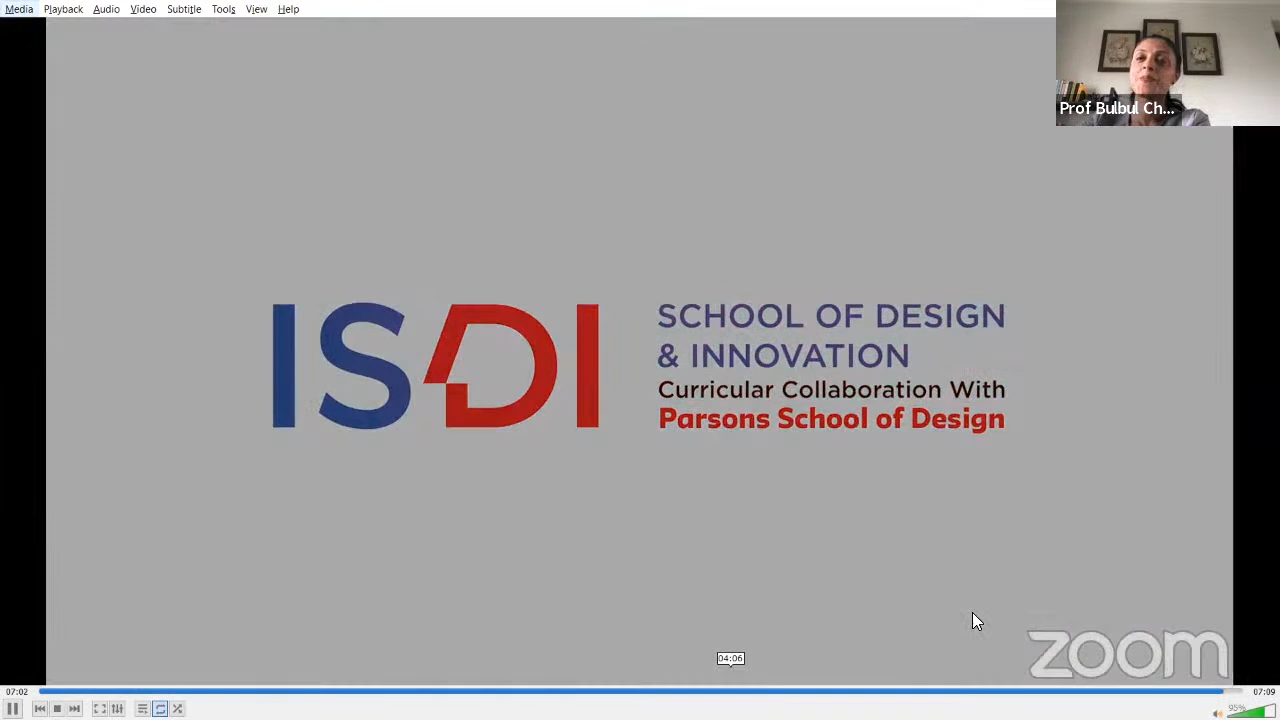 Media Playback Audio Video Subtitle Tools View Help
Prof Bulbul Ch...
ISDI
SCHOOL OF DESIGN
& INNOVATION
Curricular Collaboration With
Parsons School of Design
zoom
04:06
07:02
07:09
95%